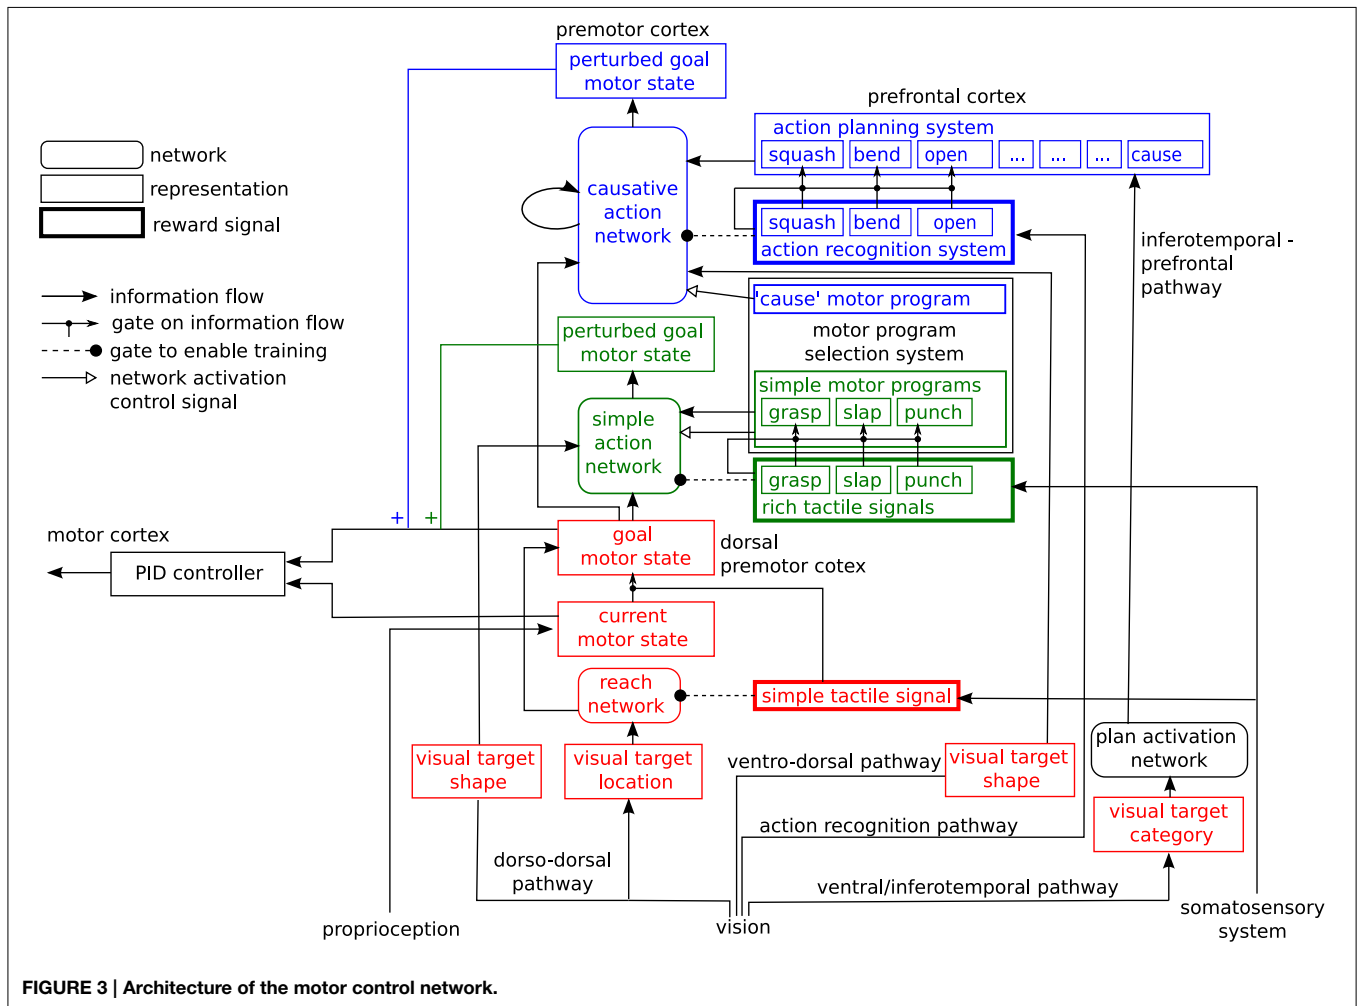 premotor cortex
perturbed goal
motor state
prefrontal cortex
action planning system
squash
bend
open
...
...
...
cause
network
representation
reward signal
causative
action
network
squash
bend
open
action recognition system
inferotemporal -
prefrontal
pathway
information flow
gate on information flow
gate to enable training
network activation
control signal
'cause' motor program
motor program
selection system
perturbed goal
motor state
simple motor programs
grasp
slap
punch
simple
action
network
grasp
slap
punch
rich tactile signals
+
+
motor cortex
PID controller
goal
motor state
dorsal
premotor cotex
current
motor state
reach
network
simple tactile signal
visual target
shape
visual target
location
ventro-dorsal pathway
visual target
shape
plan activation
network
action recognition pathway
visual target
category
dorso-dorsal
pathway
ventral/inferotemporal pathway
proprioception
vision
somatosensory
system
FIGURE 3 | Architecture of the motor control network.